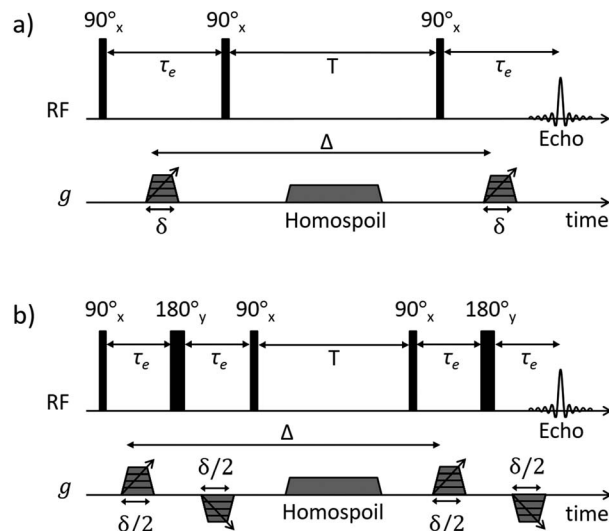 a)
90°ₓ 90°ₓ 90°ₓ
τₑ T τₑ
RF
Echo
Δ
g
δ Homospoil δ time
b)
90°ₓ 180°ᵧ 90°ₓ 90°ₓ 180°ᵧ
τₑ τₑ T τₑ τₑ
RF
Echo
Δ
δ/2 δ/2
g
δ/2 Homospoil δ/2 time